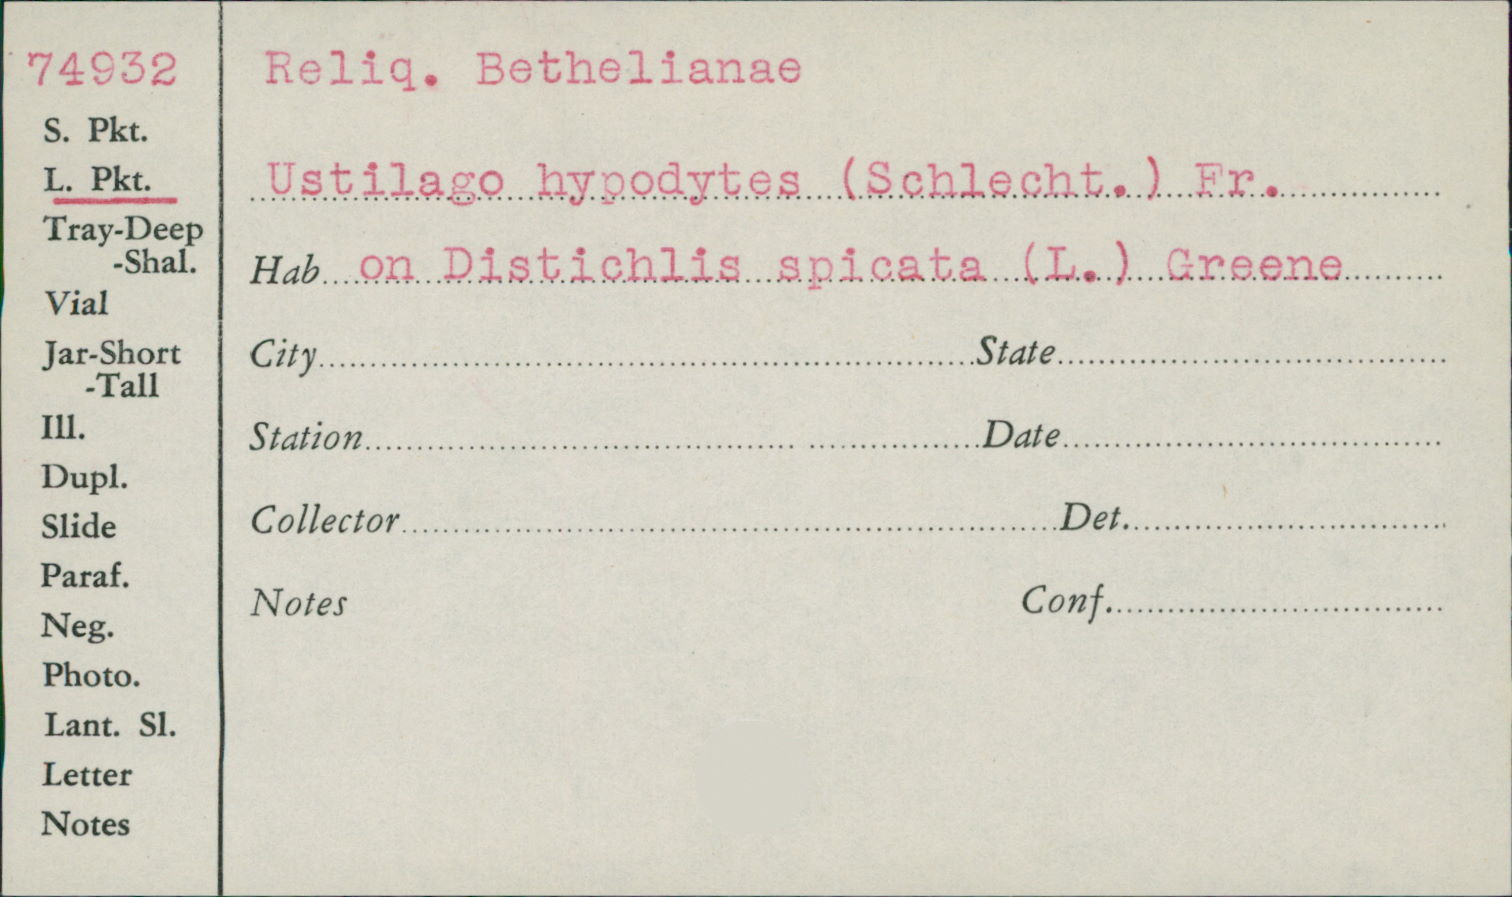 74932
S. Pkt.
L. Pkt.
Tray-Deep
-Shal.
Vial
Jar-Short
-Tall
Ill.
Dupl.
Slide
Paraf.
Neg.
Photo.
Lant. Sl.
Letter
Notes
Reliq. Bethelianae
Ustilago hypodytes (Schlecht.) Fr.
Hab on Distichlis spicata (L.) Greene
City State
Station Date
Collector Det.
Notes Conf.